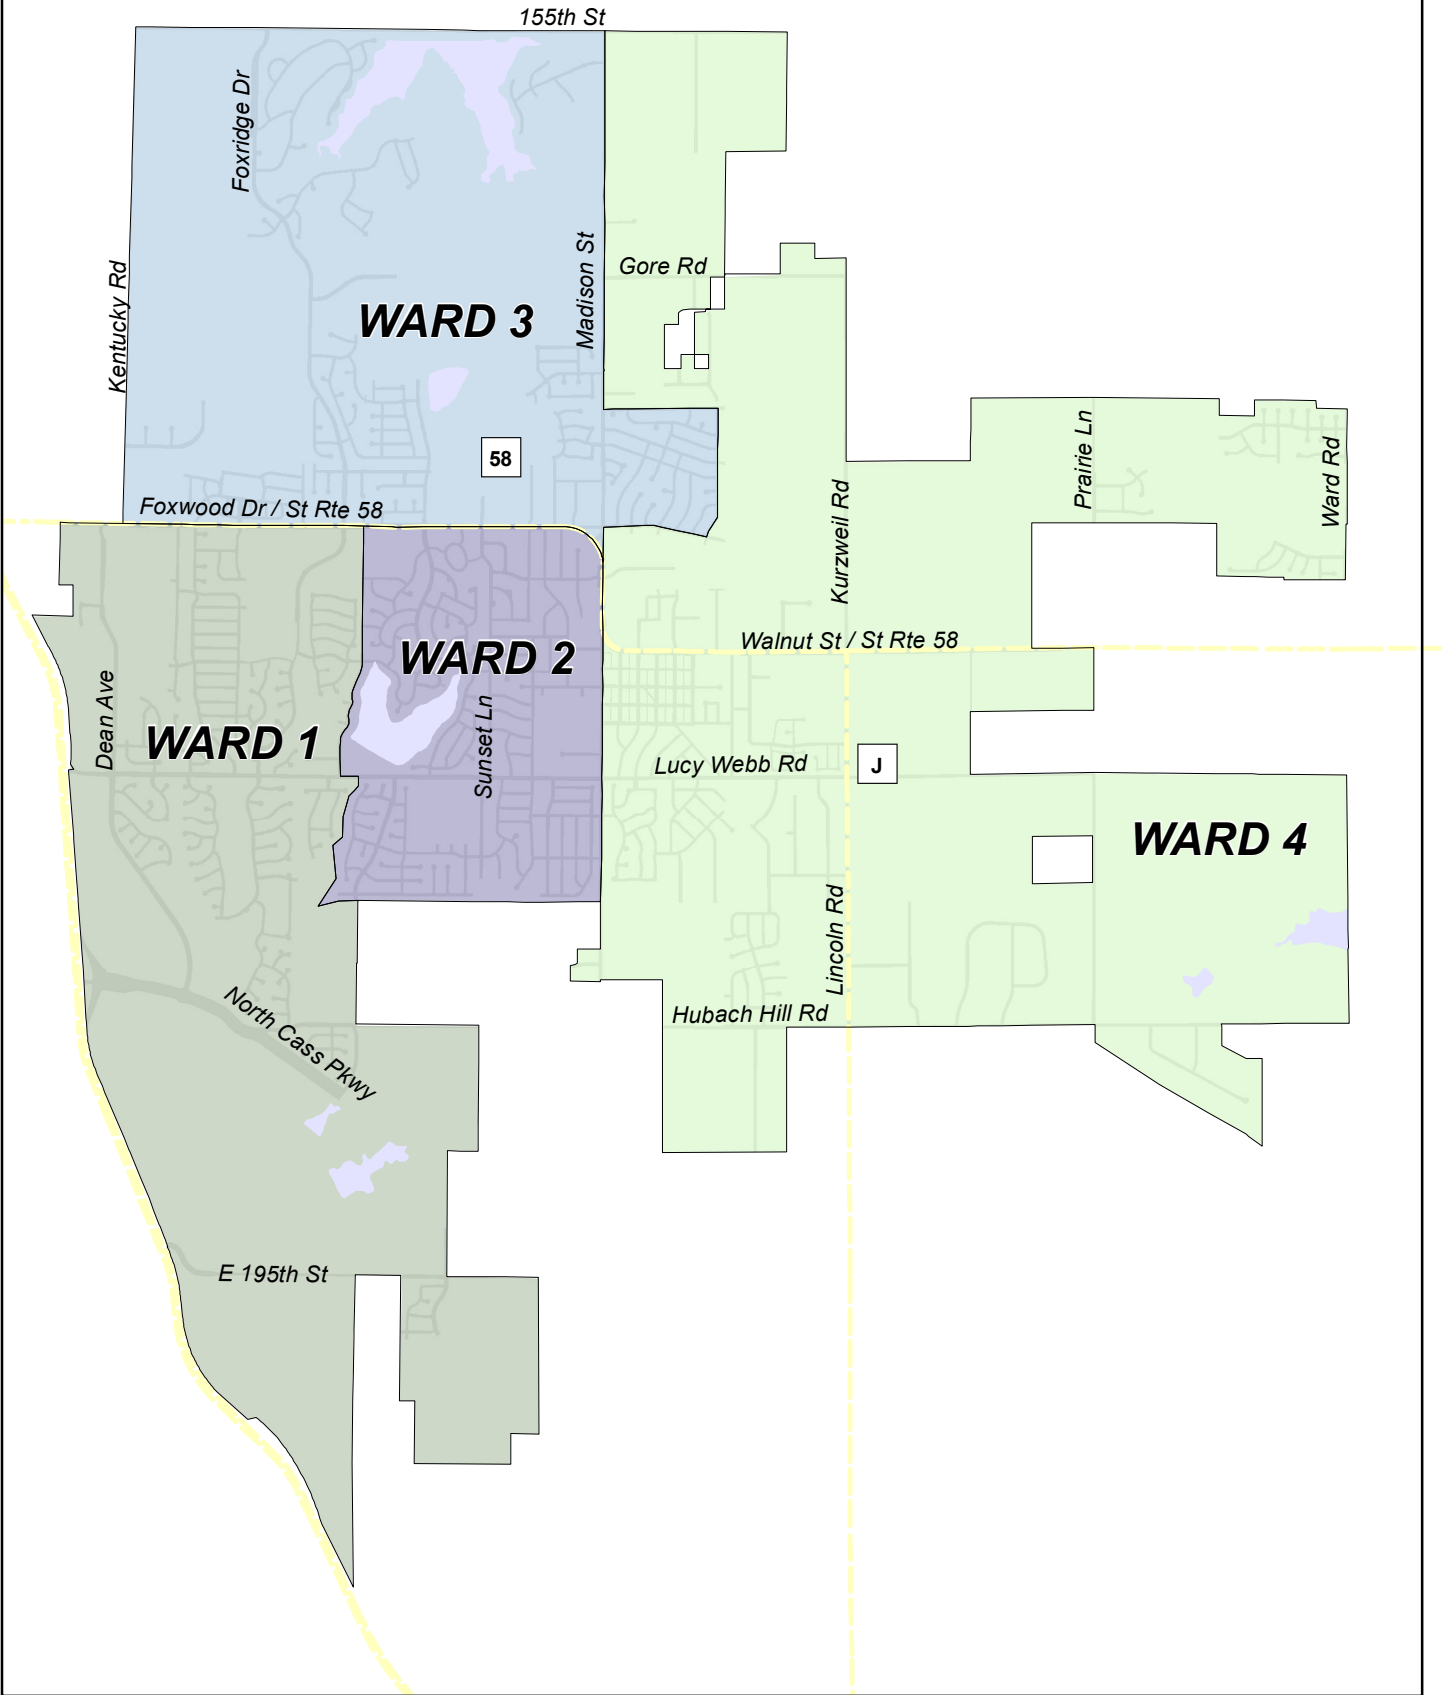 155th St
Foxridge Dr
Madison St
Gore Rd
Kentucky Rd
WARD 3
58
Prairie Ln
Ward Rd
Kurzweil Rd
Foxwood Dr / St Rte 58
Walnut St / St Rte 58
WARD 2
Dean Ave
WARD 1
Sunset Ln
Lucy Webb Rd
J
WARD 4
Lincoln Rd
North Cass Pkwy
Hubach Hill Rd
E 195th St